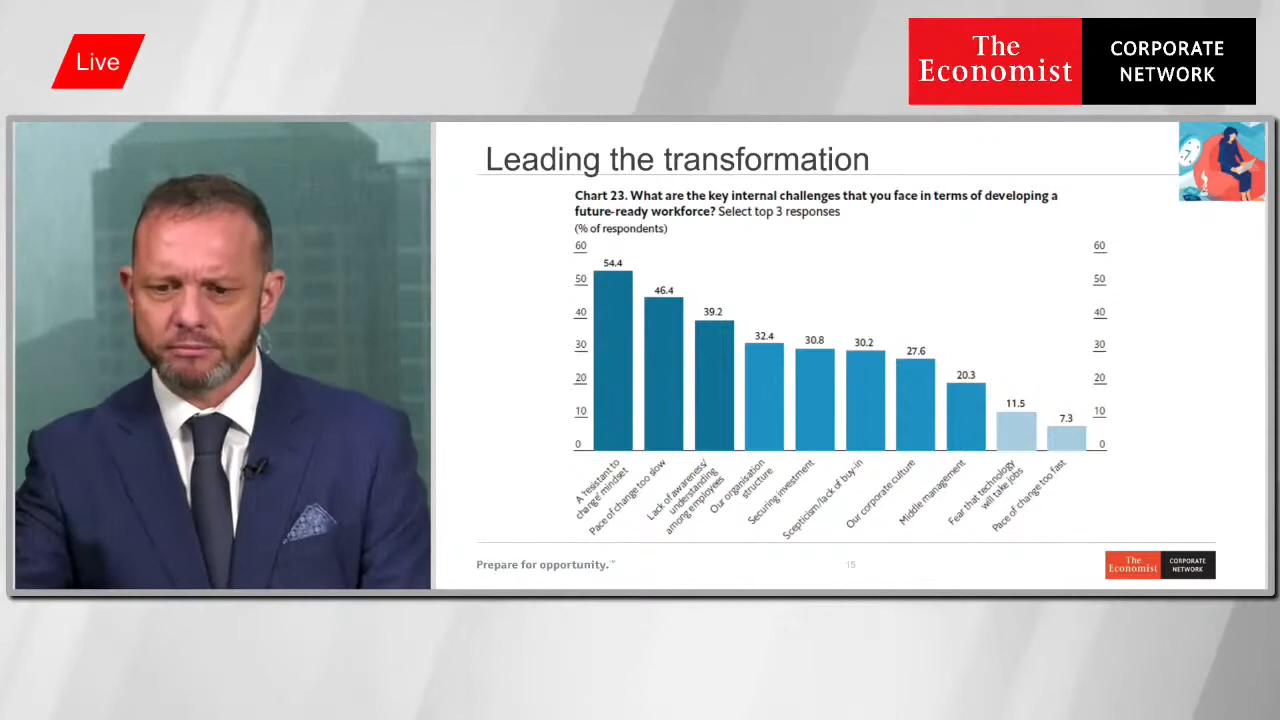 Live
The
Economist
CORPORATE
NETWORK
Leading the transformation
Chart 23. What are the key internal challenges that you face in terms of developing a
future-ready workforce? Select top 3 responses
(% of respondents)
60
50
40
30
20
10
0
60
50
40
30
20
10
0
54.4
46.4
39.2
32.4
30.8
30.2
27.6
20.3
11.5
7.3
A 'resistant to
change' mindset
Pace of change too slow
Lack of awareness/
understanding
among employees
Our organisation
structure
Securing investment
Scepticism/lack of buy-in
Our corporate culture
Middle management
Fear that technology
will take jobs
Pace of change too fast
Prepare for opportunity.™
15
The
Economist
CORPORATE
NETWORK